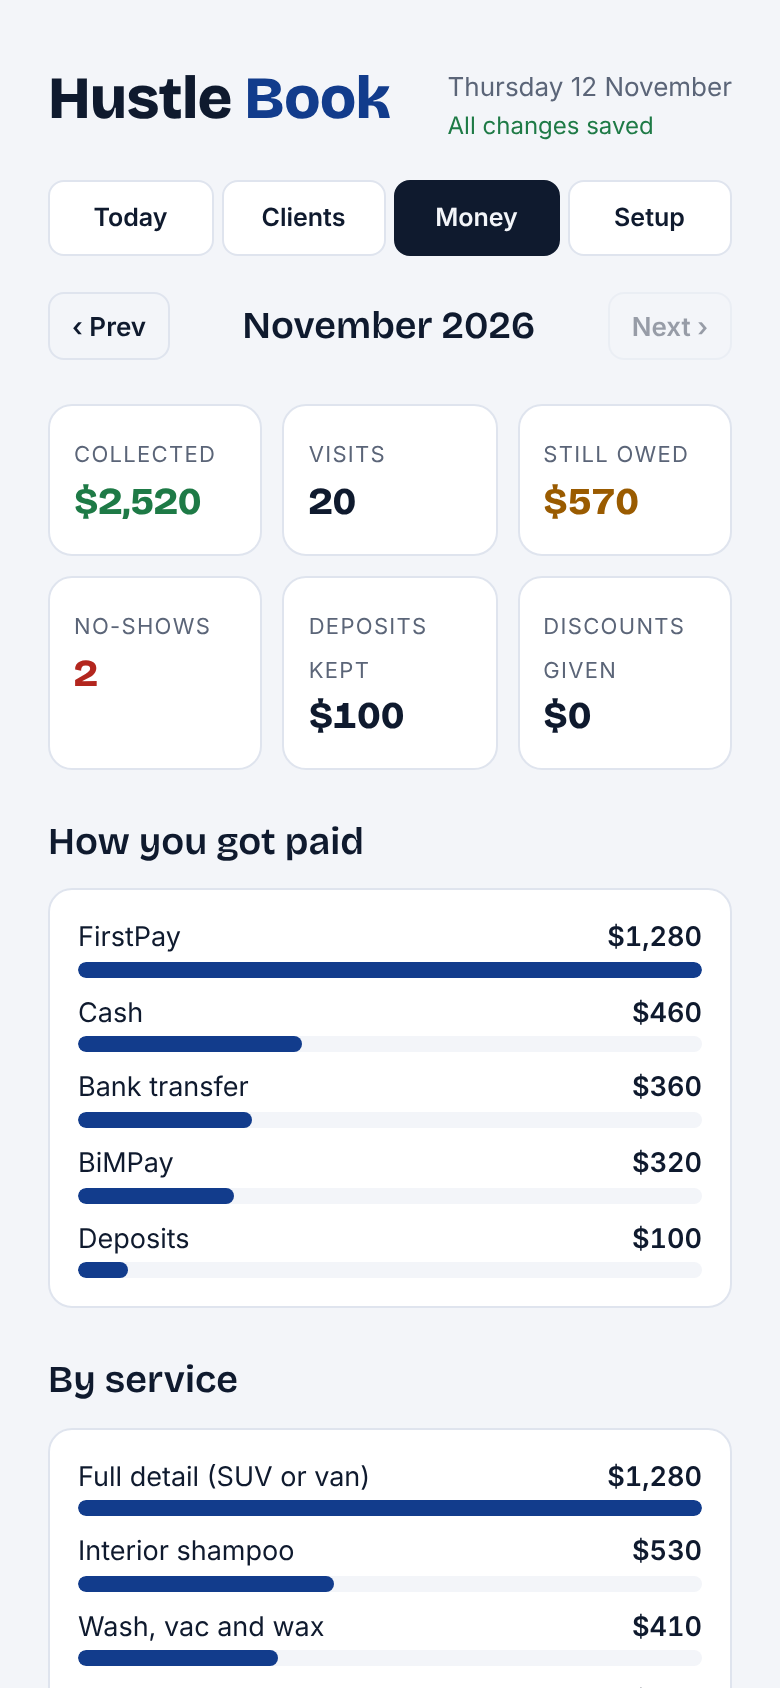 Hustle Book
Thursday 12 November
All changes saved
Today
Clients
Money
Setup
‹ Prev
November 2026
Next ›
COLLECTED
$2,520
VISITS
20
STILL OWED
$570
NO-SHOWS
2
DEPOSITS
KEPT
$100
DISCOUNTS
GIVEN
$0
How you got paid
FirstPay $1,280
Cash $460
Bank transfer $360
BiMPay $320
Deposits $100
By service
Full detail (SUV or van) $1,280
Interior shampoo $530
Wash, vac and wax $410